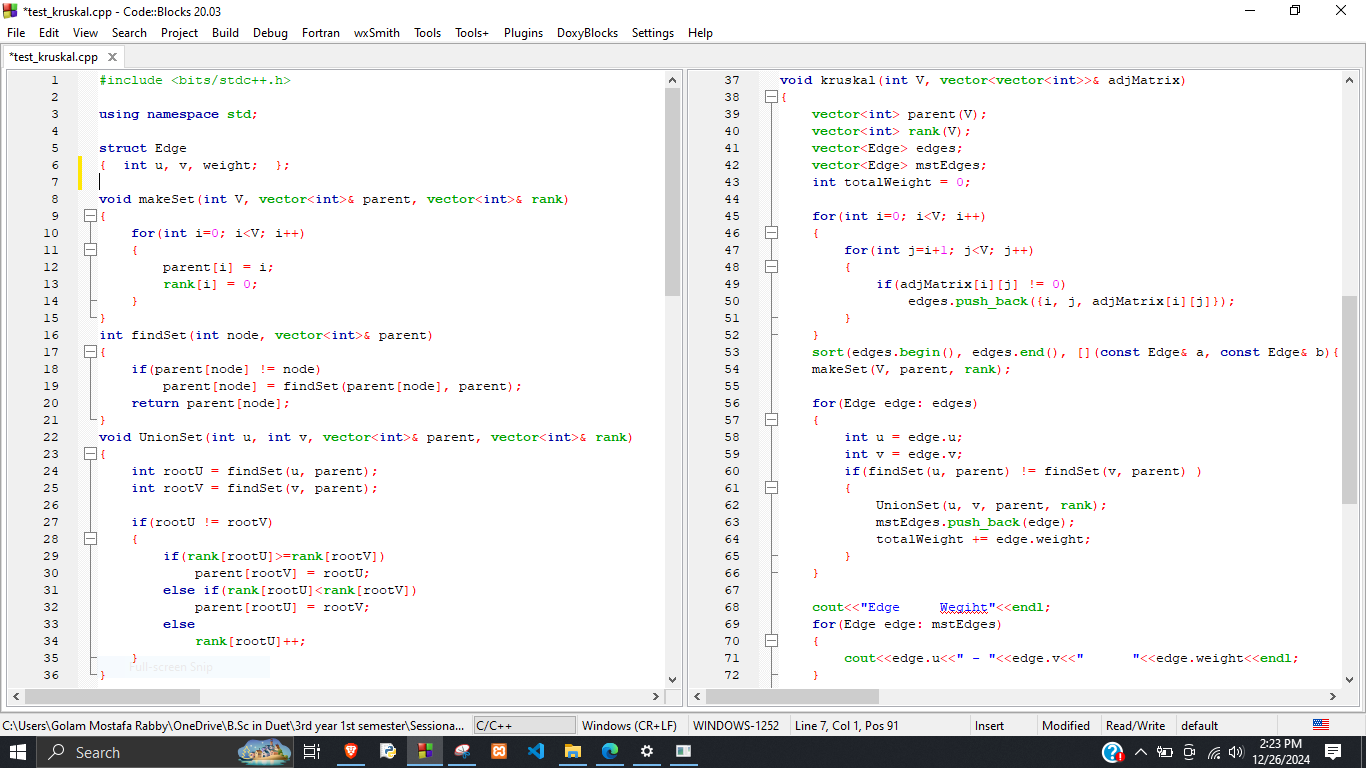 *test_kruskal.cpp - Code::Blocks 20.03
File Edit View Search Project Build Debug Fortran wxSmith Tools Tools+ Plugins DoxyBlocks Settings Help
*test_kruskal.cpp
1 #include <bits/stdc++.h>
2
3 using namespace std;
4
5 struct Edge
6 {  int u, v, weight;  };
7
8 void makeSet(int V, vector<int>& parent, vector<int>& rank)
9 {
10     for(int i=0; i<V; i++)
11     {
12         parent[i] = i;
13         rank[i] = 0;
14     }
15 }
16 int findSet(int node, vector<int>& parent)
17 {
18     if(parent[node] != node)
19         parent[node] = findSet(parent[node], parent);
20     return parent[node];
21 }
22 void UnionSet(int u, int v, vector<int>& parent, vector<int>& rank)
23 {
24     int rootU = findSet(u, parent);
25     int rootV = findSet(v, parent);
26
27     if(rootU != rootV)
28     {
29         if(rank[rootU]>=rank[rootV])
30             parent[rootV] = rootU;
31         else if(rank[rootU]<rank[rootV])
32             parent[rootU] = rootV;
33         else
34             rank[rootU]++;
35     }
Full-screen Snip
36 }
37 void kruskal(int V, vector<vector<int>>& adjMatrix)
38 {
39     vector<int> parent(V);
40     vector<int> rank(V);
41     vector<Edge> edges;
42     vector<Edge> mstEdges;
43     int totalWeight = 0;
44
45     for(int i=0; i<V; i++)
46     {
47         for(int j=i+1; j<V; j++)
48         {
49             if(adjMatrix[i][j] != 0)
50                 edges.push_back({i, j, adjMatrix[i][j]});
51         }
52     }
53     sort(edges.begin(), edges.end(), [](const Edge& a, const Edge& b){
54     makeSet(V, parent, rank);
55
56     for(Edge edge: edges)
57     {
58         int u = edge.u;
59         int v = edge.v;
60         if(findSet(u, parent) != findSet(v, parent) )
61         {
62             UnionSet(u, v, parent, rank);
63             mstEdges.push_back(edge);
64             totalWeight += edge.weight;
65         }
66     }
67
68     cout<<"Edge     Wegiht"<<endl;
69     for(Edge edge: mstEdges)
70     {
71         cout<<edge.u<<" - "<<edge.v<<"      "<<edge.weight<<endl;
72     }
C:\Users\Golam Mostafa Rabby\OneDrive\B.Sc in Duet\3rd year 1st semester\Sessiona... C/C++ Windows (CR+LF) WINDOWS-1252 Line 7, Col 1, Pos 91 Insert Modified Read/Write default
Search
2:23 PM
12/26/2024